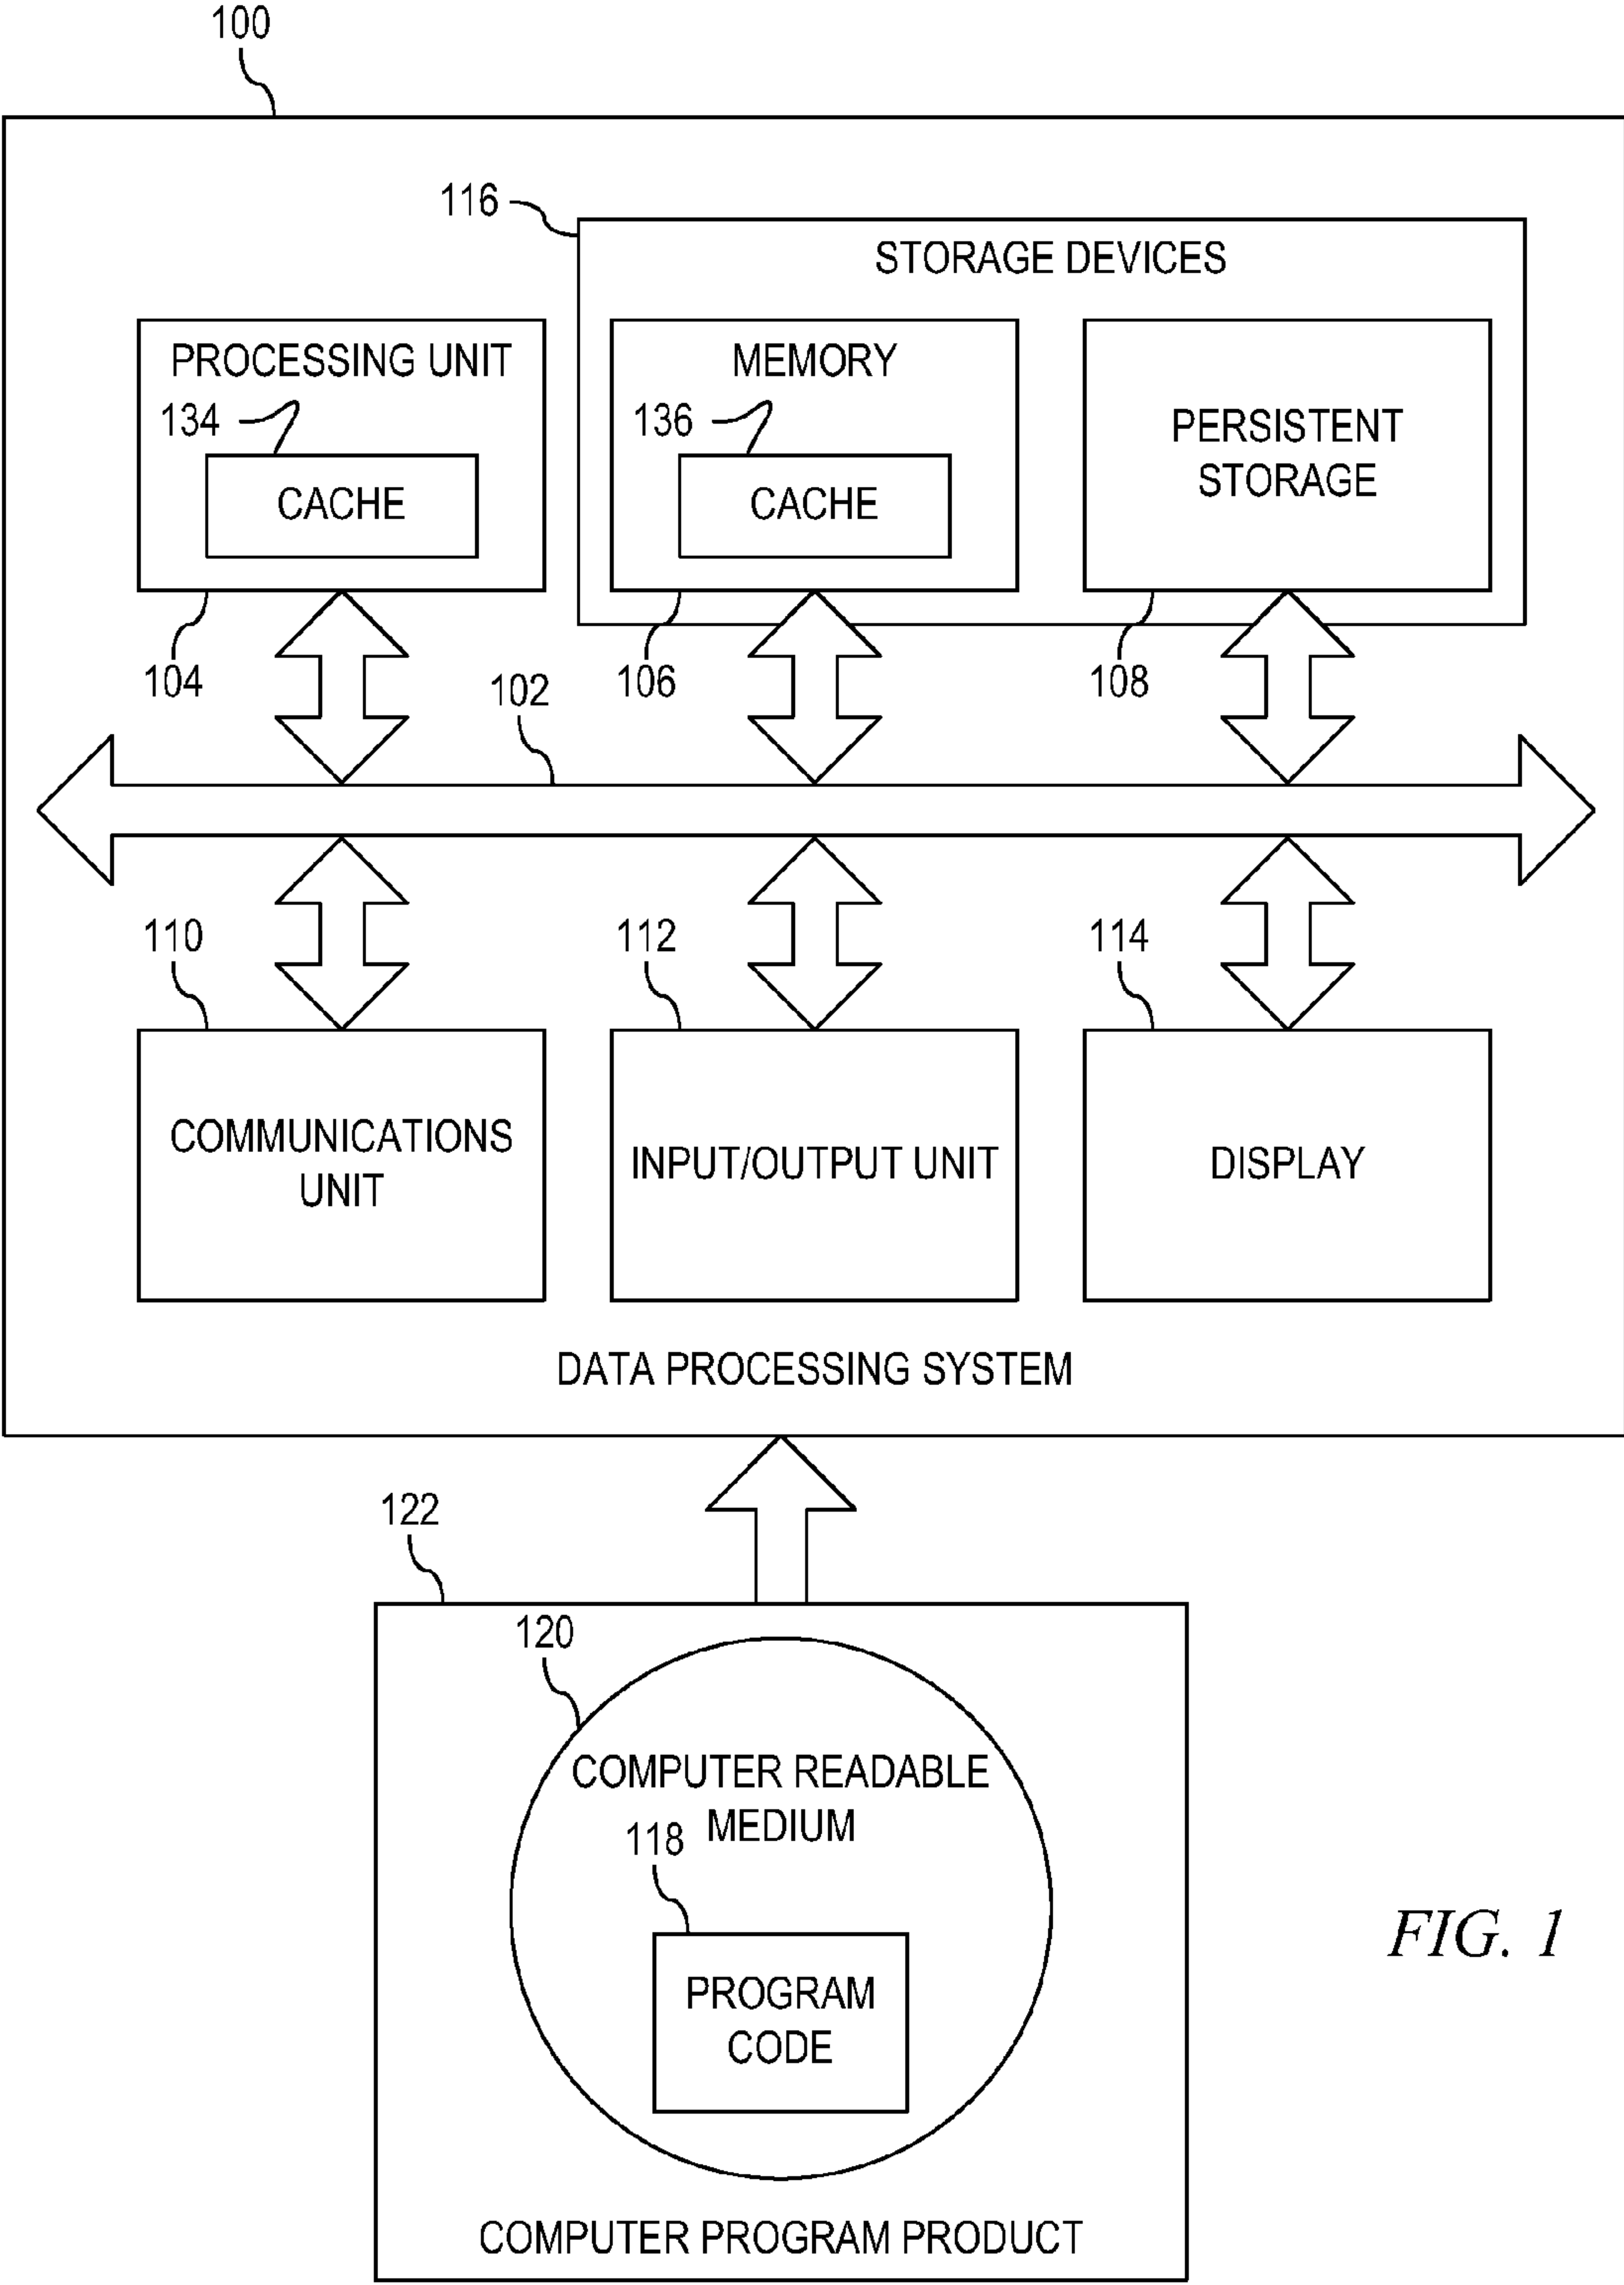 100
116
STORAGE DEVICES
PROCESSING UNIT
134
CACHE
MEMORY
136
CACHE
PERSISTENT
STORAGE
104
102
106
108
110
112
114
COMMUNICATIONS
UNIT
INPUT/OUTPUT UNIT
DISPLAY
DATA PROCESSING SYSTEM
122
120
COMPUTER READABLE
MEDIUM
118
PROGRAM
CODE
COMPUTER PROGRAM PRODUCT
FIG. 1